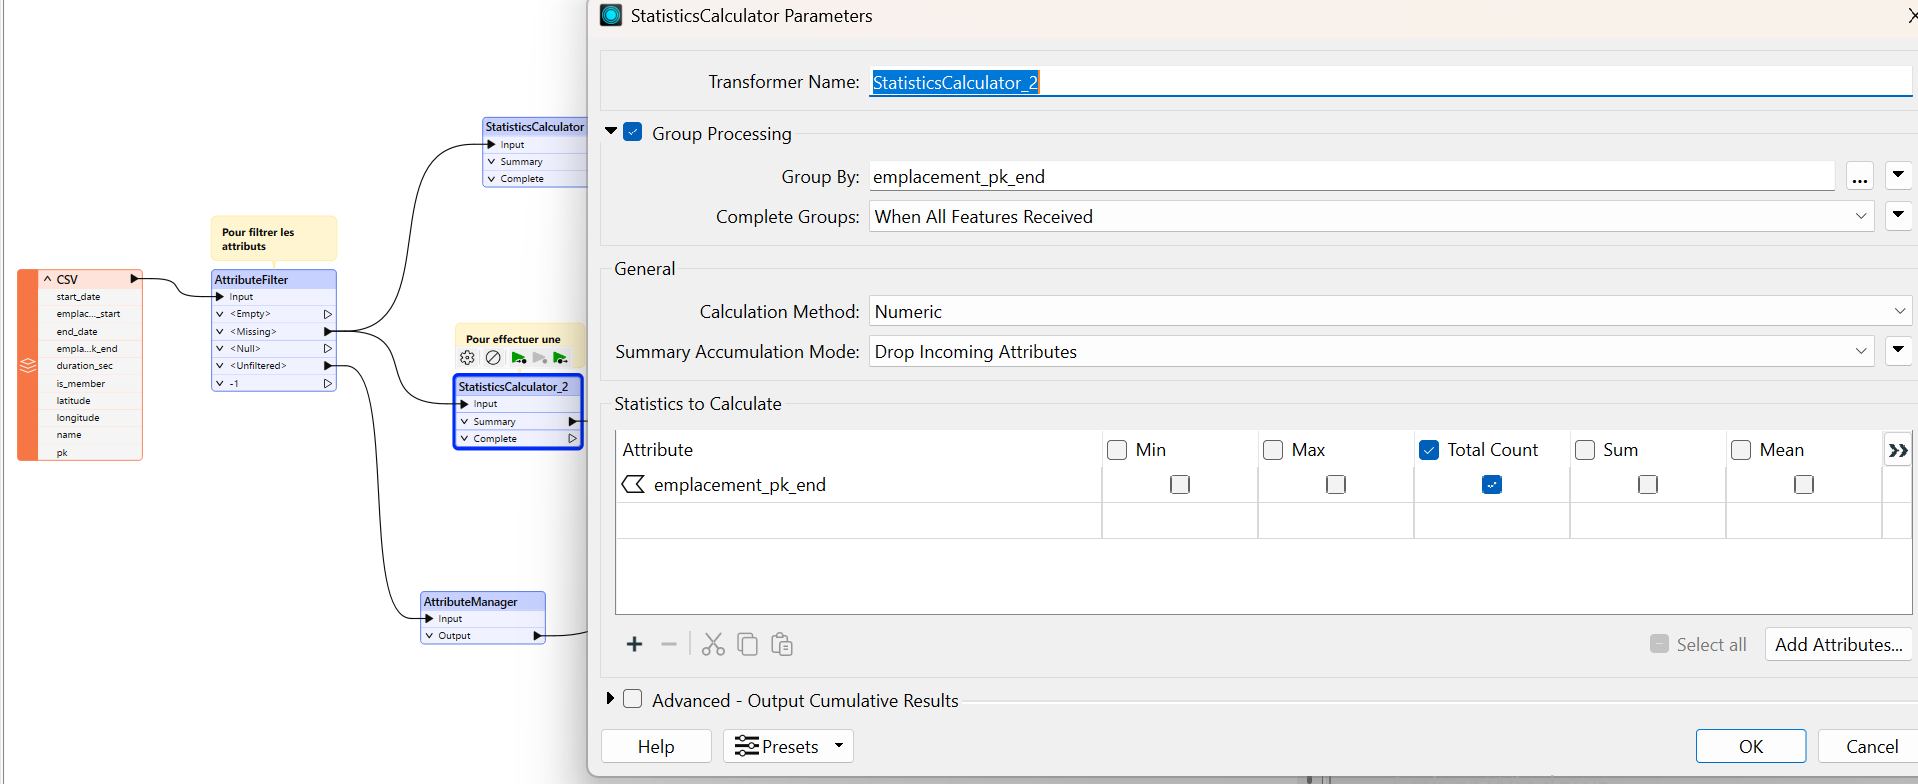 StatisticsCalculator Parameters
Transformer Name:
StatisticsCalculator_2
Group Processing
Group By:
emplacement_pk_end
...
Complete Groups:
When All Features Received
General
Calculation Method:
Numeric
Summary Accumulation Mode:
Drop Incoming Attributes
Statistics to Calculate
Attribute
Min
Max
Total Count
Sum
Mean
emplacement_pk_end
Select all
Add Attributes...
Advanced - Output Cumulative Results
Help
Presets
OK
Cancel
StatisticsCalculator
Input
Summary
Complete
Pour filtrer les
attributs
CSV
start_date
emplac..._start
end_date
empla...k_end
duration_sec
is_member
latitude
longitude
name
pk
AttributeFilter
Input
<Empty>
<Missing>
<Null>
<Unfiltered>
-1
Pour effectuer une
StatisticsCalculator_2
Input
Summary
Complete
AttributeManager
Input
Output